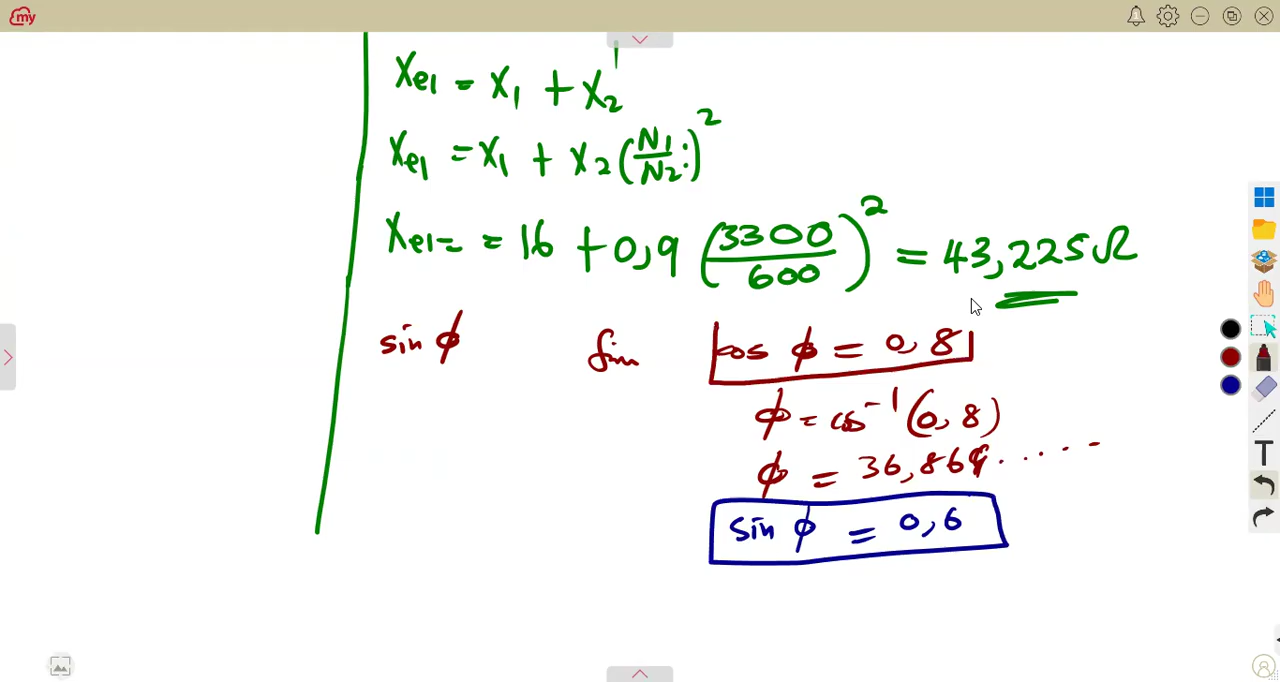 my
Xe1 = X1 + X2'
Xe1 = X1 + X2 (N1/N2:)²
Xe1= = 16 + 0,9 (3300/600)² = 43,225Ω
sin ϕ sin cos ϕ = 0,8
ϕ = cos⁻¹(0,8)
ϕ = 36,869.....
sin ϕ = 0,6
T